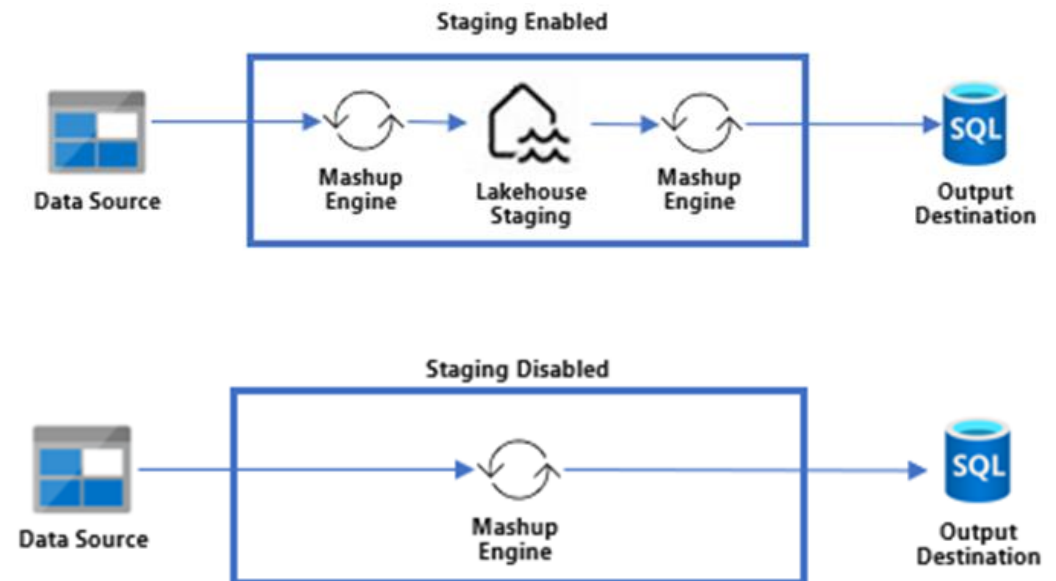 Staging Enabled
Data Source
Mashup
Engine
Lakehouse
Staging
Mashup
Engine
SQL
Output
Destination
Staging Disabled
Data Source
Mashup
Engine
SQL
Output
Destination